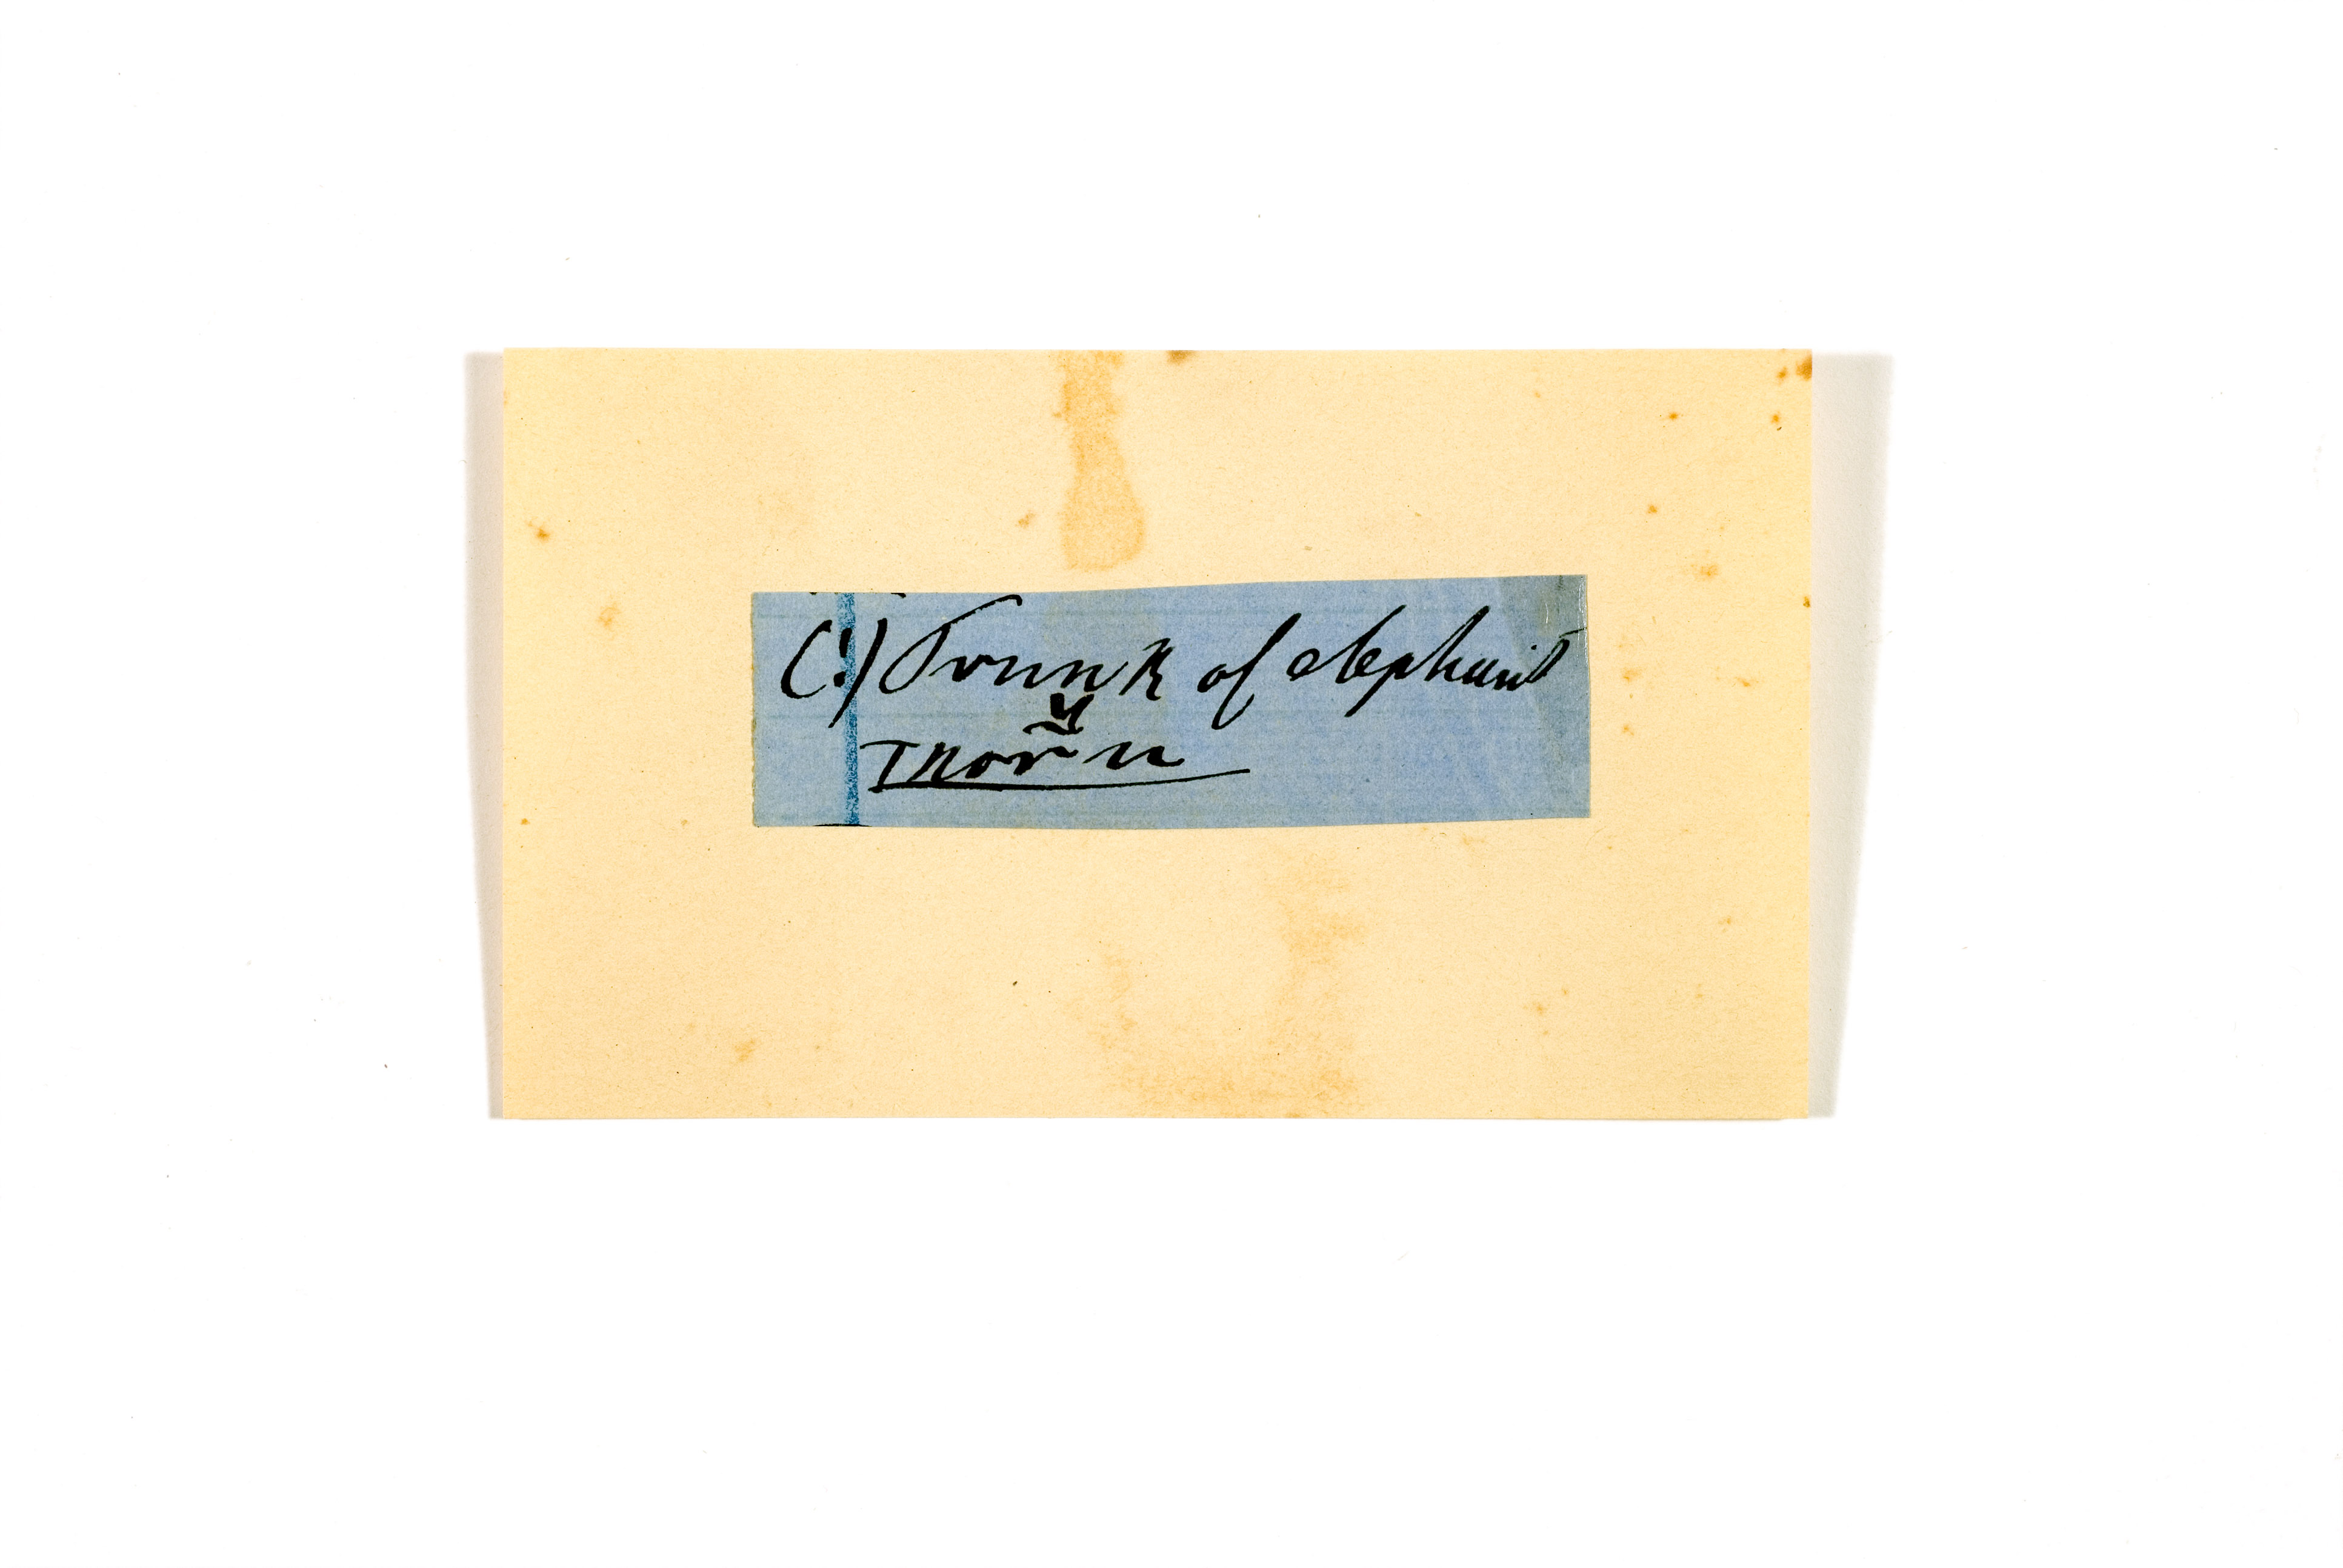 (!) Trunk of elephant
Thorn